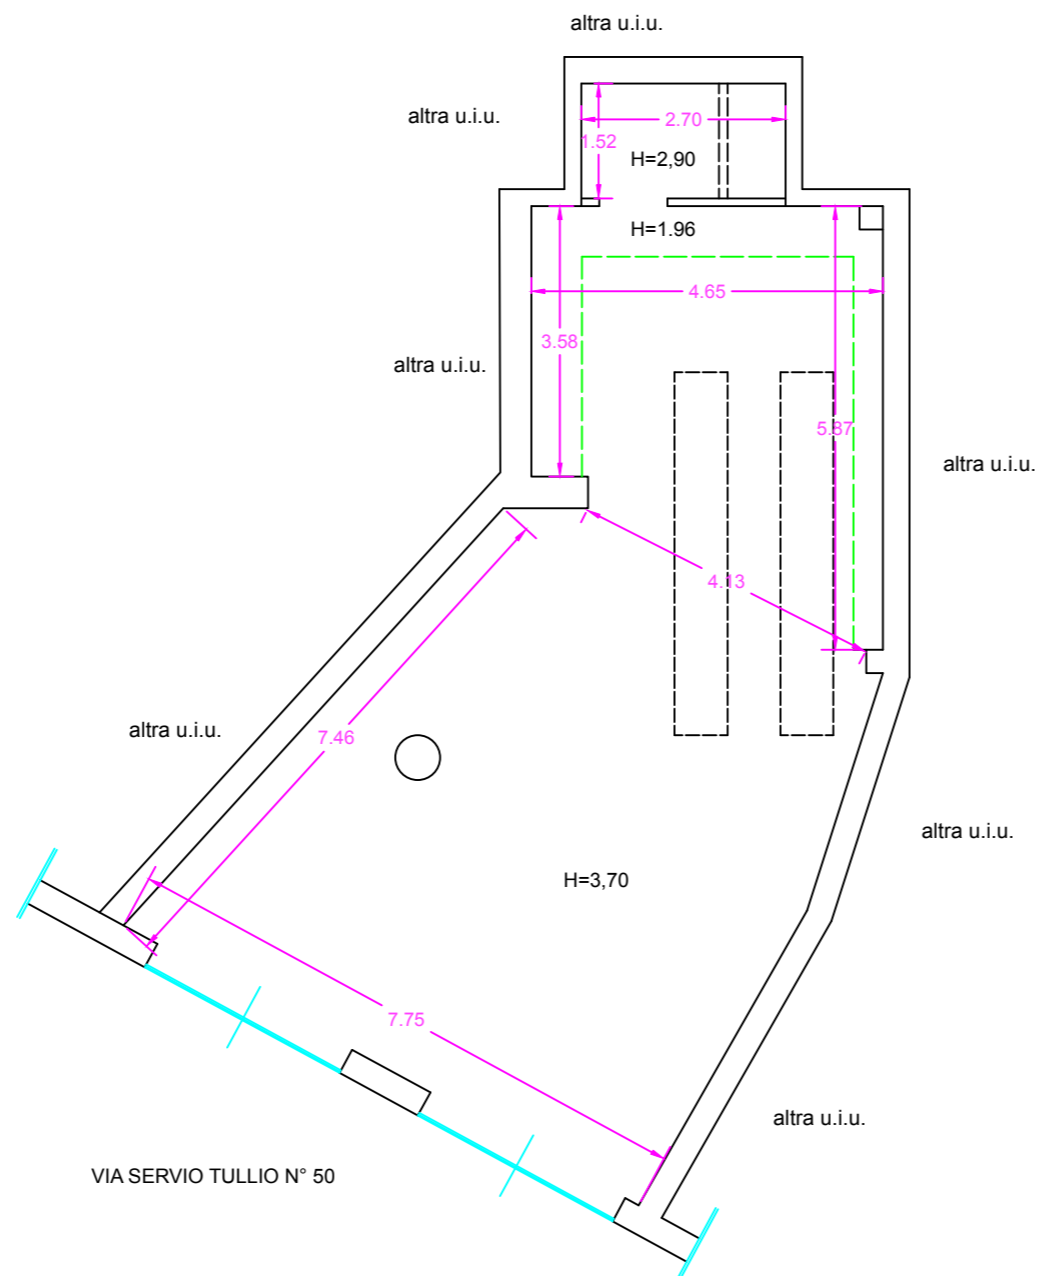 altra u.i.u.
altra u.i.u.
2.70
1.52
H=2,90
H=1.96
4.65
3.58
altra u.i.u.
5.87
altra u.i.u.
4.13
altra u.i.u.
7.46
altra u.i.u.
H=3,70
7.75
altra u.i.u.
VIA SERVIO TULLIO N° 50